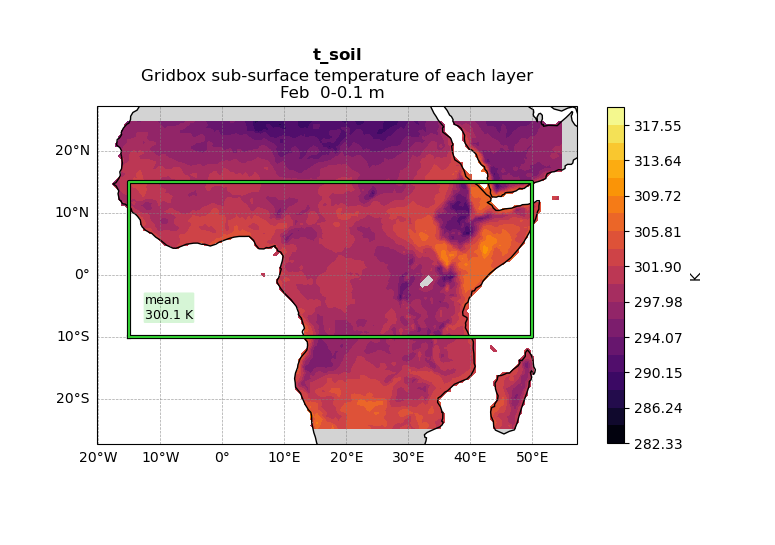 t_soil
Gridbox sub-surface temperature of each layer
Feb  0-0.1 m
20°N
10°N
0°
10°S
20°S
20°W
10°W
0°
10°E
20°E
30°E
40°E
50°E
mean
300.1 K
317.55
313.64
309.72
305.81
301.90
297.98
294.07
290.15
286.24
282.33
K